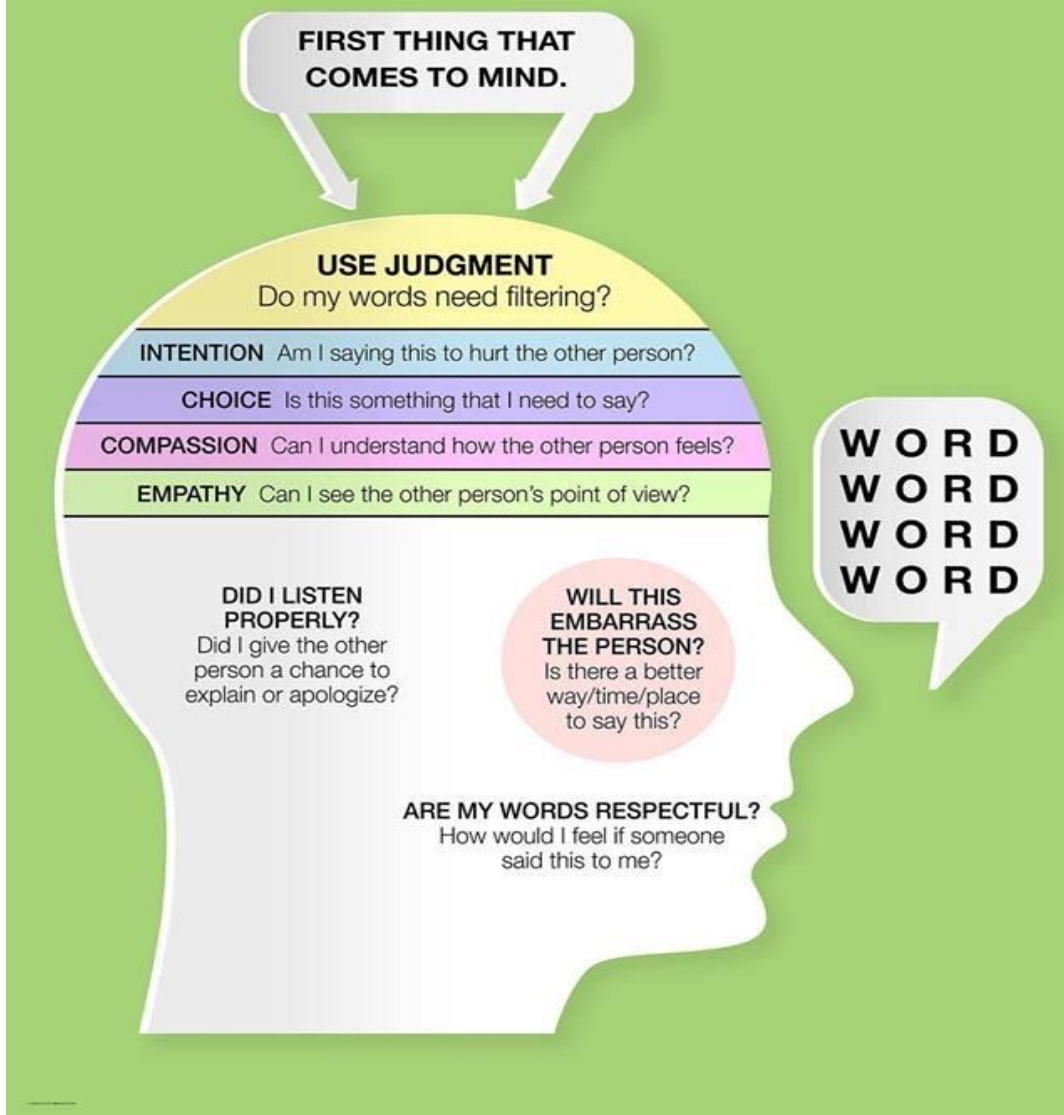 FIRST THING THAT
COMES TO MIND.
USE JUDGMENT
Do my words need filtering?
INTENTION Am I saying this to hurt the other person?
CHOICE Is this something that I need to say?
COMPASSION Can I understand how the other person feels?
EMPATHY Can I see the other person's point of view?
DID I LISTEN
PROPERLY?
Did I give the other
person a chance to
explain or apologize?
WILL THIS
EMBARRASS
THE PERSON?
Is there a better
way/time/place
to say this?
ARE MY WORDS RESPECTFUL?
How would I feel if someone
said this to me?
WORD
WORD
WORD
WORD